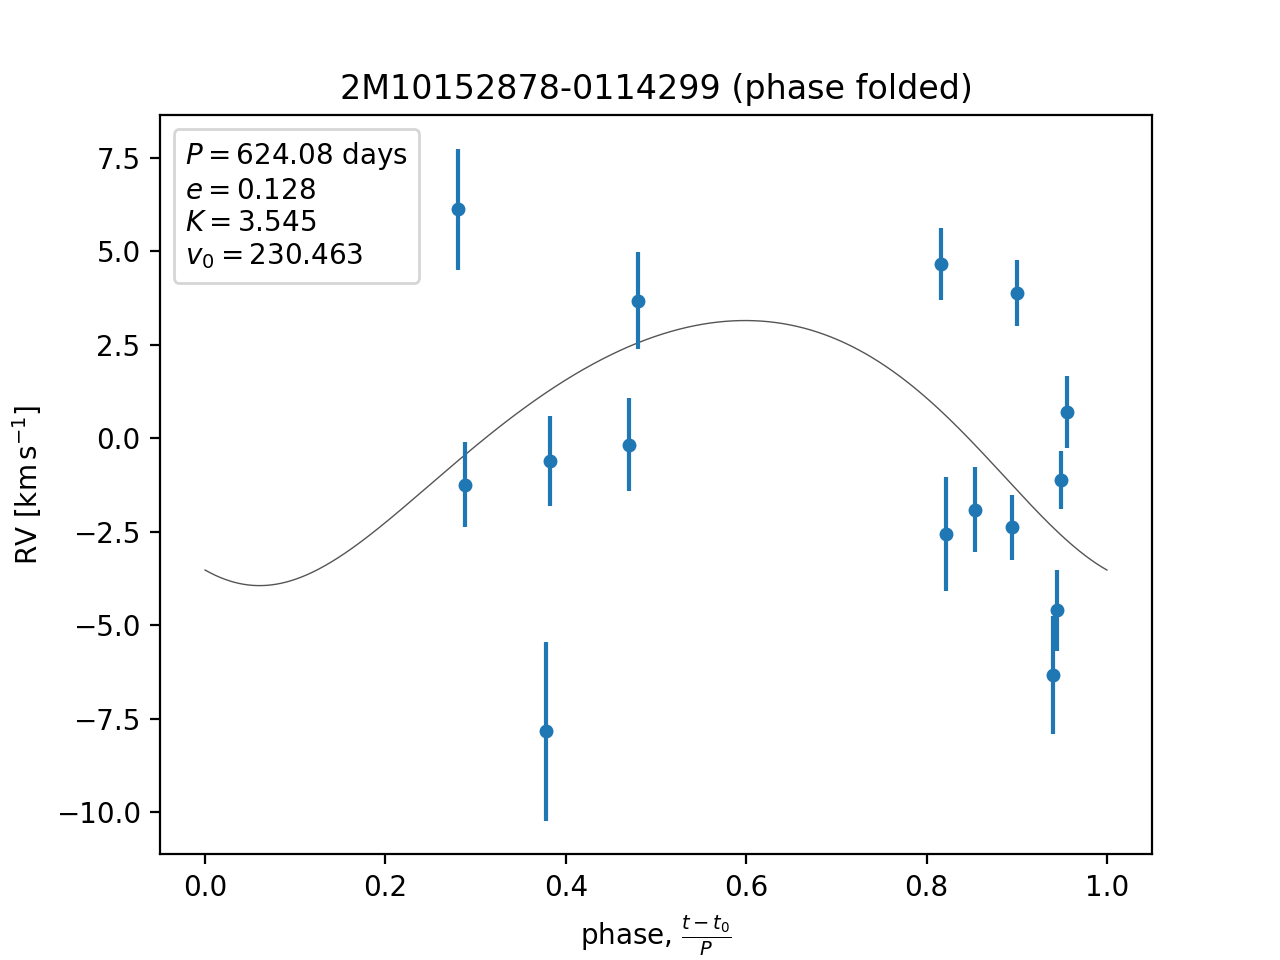 2M10152878-0114299 (phase folded)
P = 624.08 days
e = 0.128
K = 3.545
v₀ = 230.463
7.5
5.0
2.5
0.0
−2.5
−5.0
−7.5
−10.0
RV [km s⁻¹]
0.0 0.2 0.4 0.6 0.8 1.0
phase, (t − t₀)/P